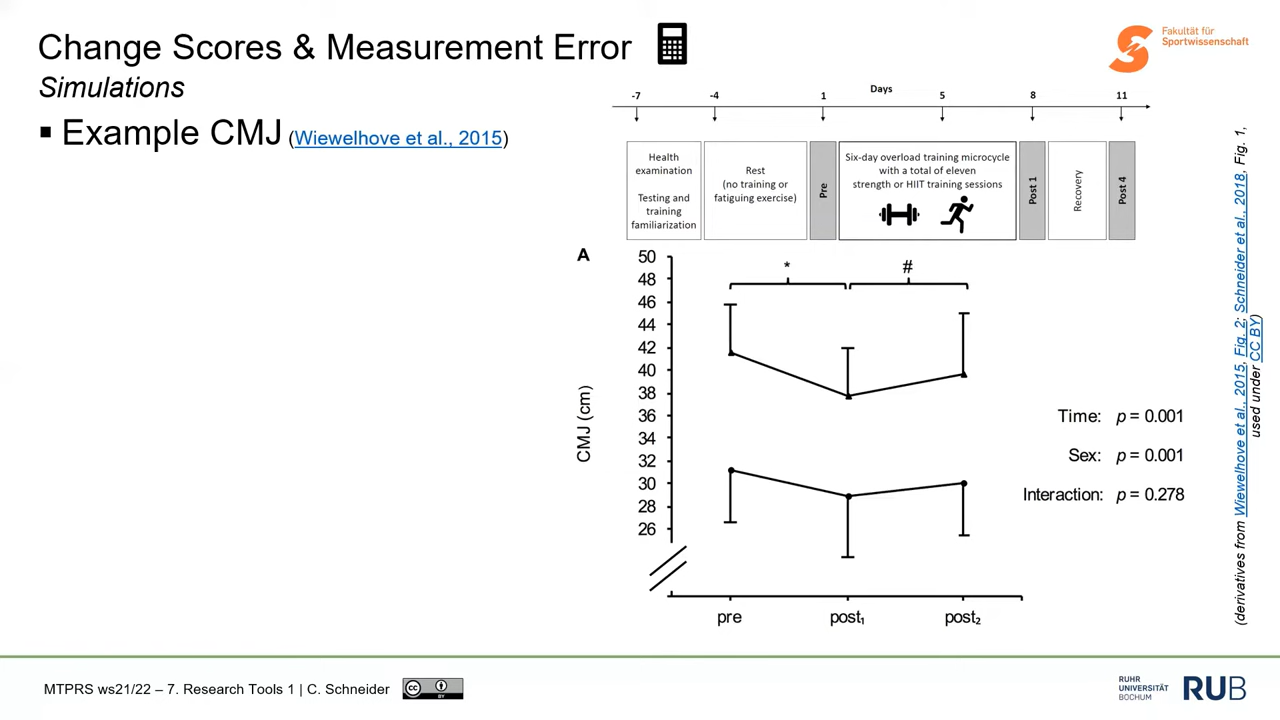 Change Scores & Measurement Error
Simulations
▪ Example CMJ (Wiewelhove et al., 2015)
Fakultät für
Sportwissenschaft
Days
-7 -4 1 5 8 11
Health
examination
Testing and
training
familiarization
Rest
(no training or
fatiguing exercise)
Pre
Six-day overload training microcycle
with a total of eleven
strength or HIIT training sessions
Post 1
Recovery
Post 4
A
50
48
46
44
42
40
38
36
34
32
30
28
26
CMJ (cm)
* #
pre post₁ post₂
Time: p = 0.001
Sex: p = 0.001
Interaction: p = 0.278
(derivatives from Wiewelhove et al., 2015, Fig. 2; Schneider et al., 2018, Fig. 1,
used under CC BY)
MTPRS ws21/22 – 7. Research Tools 1 | C. Schneider
cc BY
RUHR
UNIVERSITÄT
BOCHUM
RUB